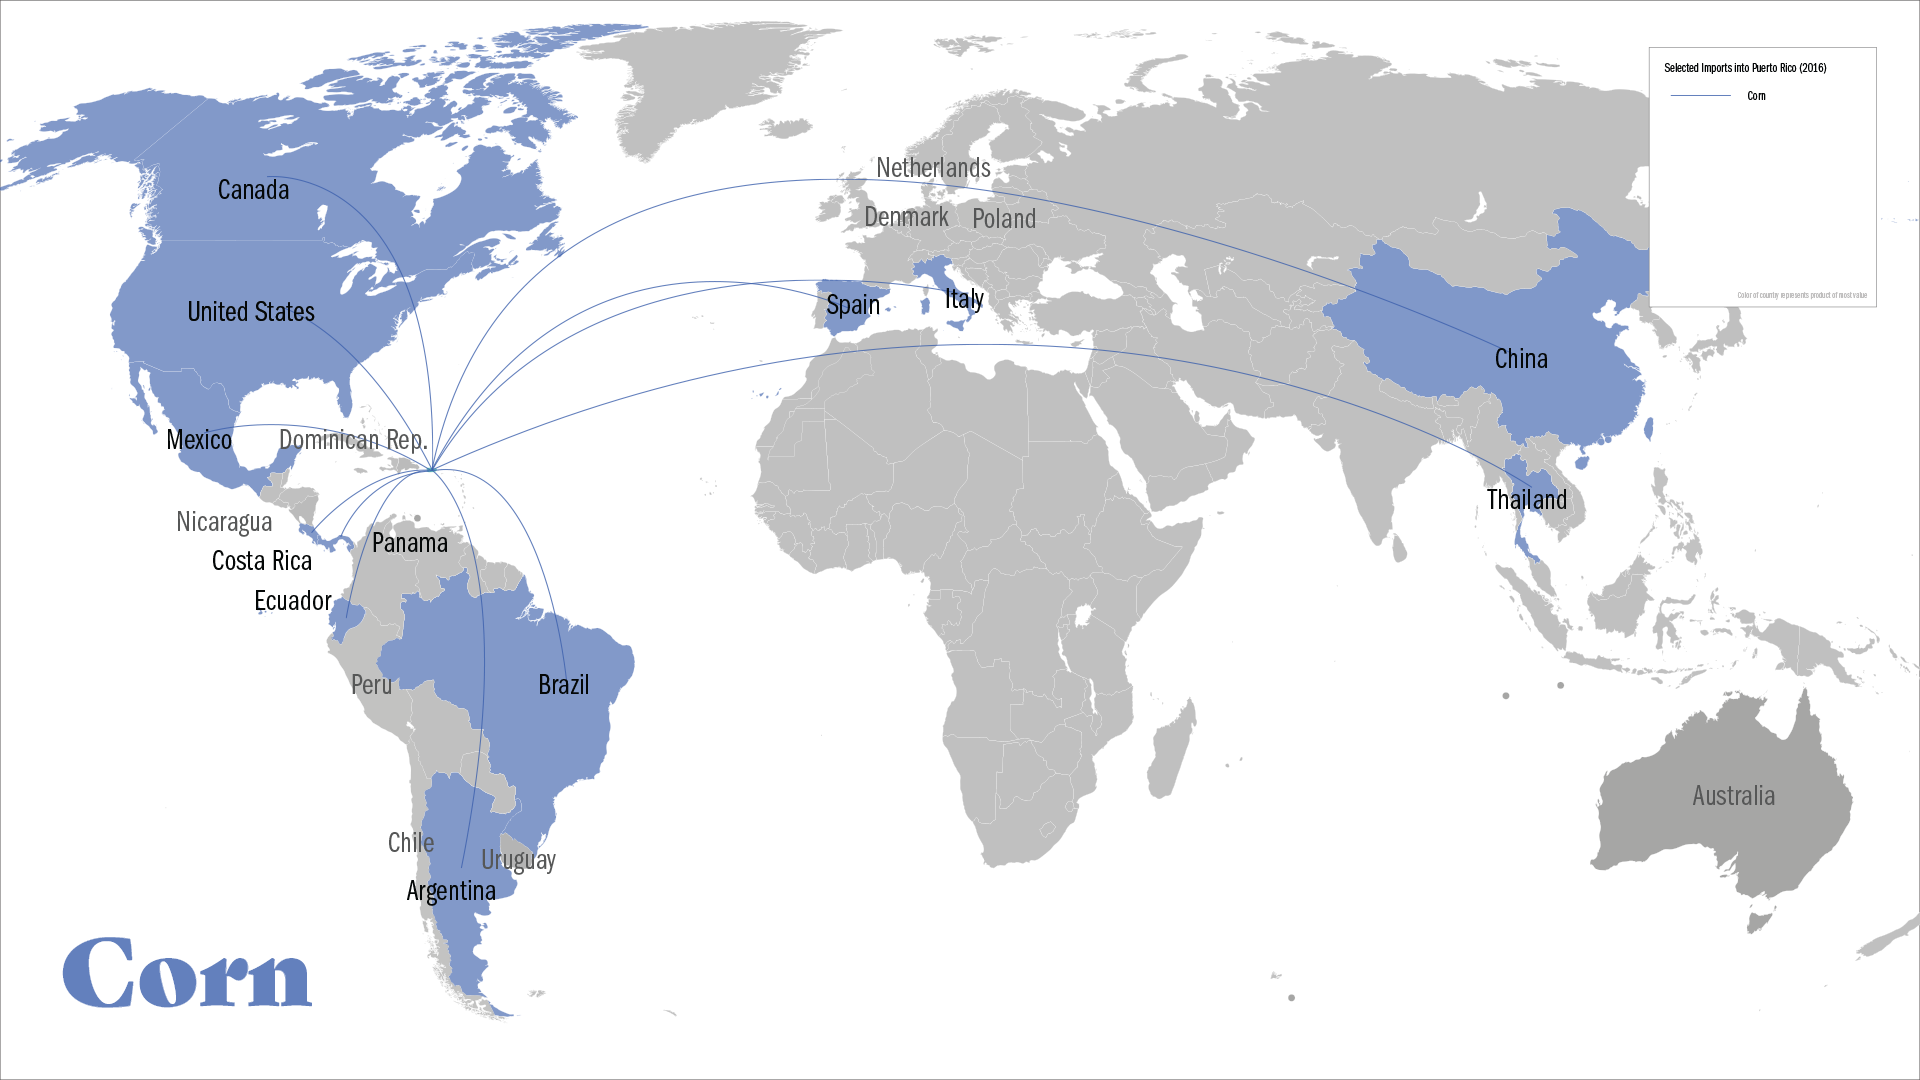 Selected Imports into Puerto Rico (2016)
Corn
Color of country represents product of most value
Netherlands
Canada
Denmark
Poland
United States
Spain
Italy
China
Mexico
Dominican Rep.
Thailand
Nicaragua
Panama
Costa Rica
Ecuador
Peru
Brazil
Australia
Chile
Uruguay
Argentina
Corn